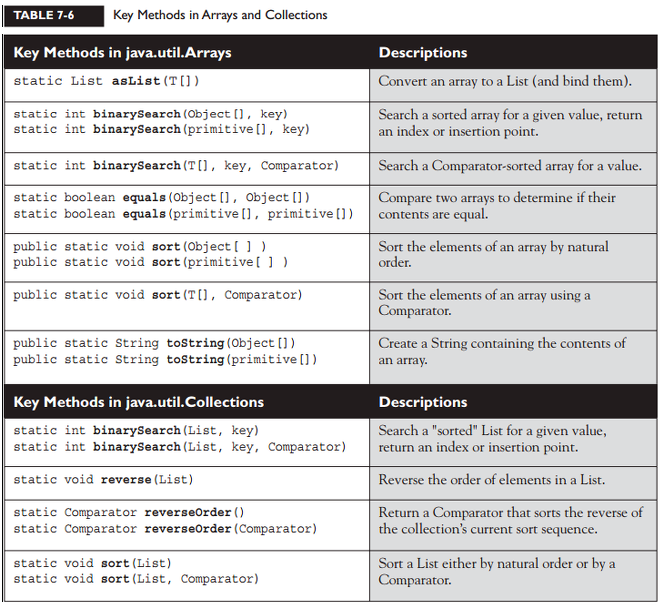 TABLE 7-6 Key Methods in Arrays and Collections
Key Methods in java.util.Arrays Descriptions
static List asList(T[]) Convert an array to a List (and bind them).
static int binarySearch(Object[], key) Search a sorted array for a given value, return
static int binarySearch(primitive[], key) an index or insertion point.
static int binarySearch(T[], key, Comparator) Search a Comparator-sorted array for a value.
static boolean equals(Object[], Object[]) Compare two arrays to determine if their
static boolean equals(primitive[], primitive[]) contents are equal.
public static void sort(Object[ ] ) Sort the elements of an array by natural
public static void sort(primitive[ ] ) order.
public static void sort(T[], Comparator) Sort the elements of an array using a
Comparator.
public static String toString(Object[]) Create a String containing the contents of
public static String toString(primitive[]) an array.
Key Methods in java.util.Collections Descriptions
static int binarySearch(List, key) Search a "sorted" List for a given value,
static int binarySearch(List, key, Comparator) return an index or insertion point.
static void reverse(List) Reverse the order of elements in a List.
static Comparator reverseOrder() Return a Comparator that sorts the reverse of
static Comparator reverseOrder(Comparator) the collection's current sort sequence.
static void sort(List) Sort a List either by natural order or by a
static void sort(List, Comparator) Comparator.